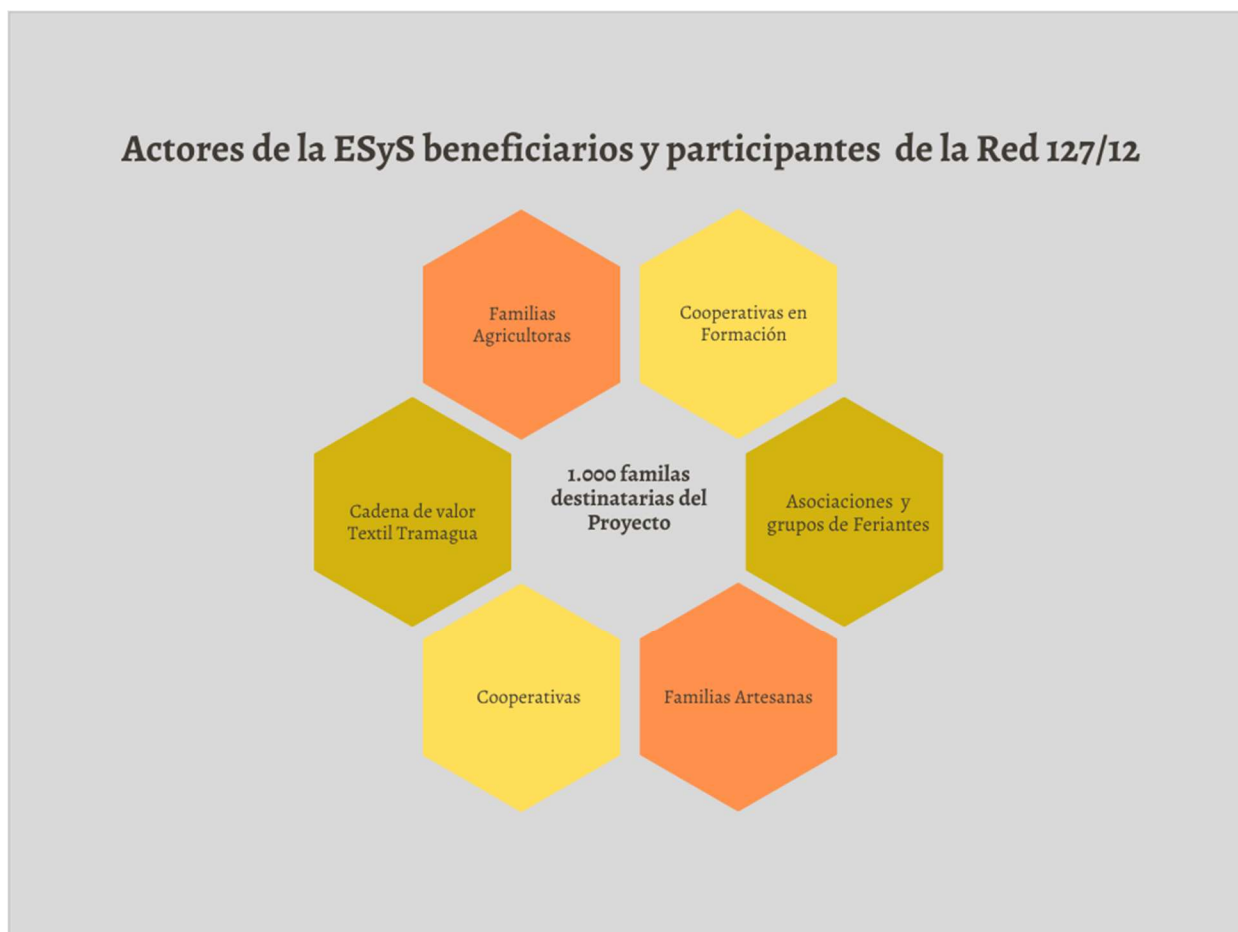 Actores de la ESyS beneficiarios y participantes de la Red 127/12
Familias
Agricultoras
Cooperativas en
Formación
Cadena de valor
Textil Tramagua
1.000 familas
destinatarias del
Proyecto
Asociaciones y
grupos de Feriantes
Cooperativas
Familias Artesanas